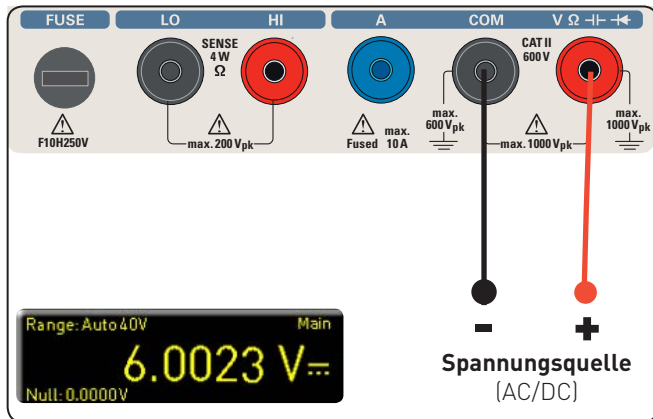 FUSE LO HI A COM V Ω ⊣⊢ ⊣◀
SENSE
4 W
Ω
CAT II
600 V
F10H250V
max. 200 Vpk
Fused
max.
10 A
max.
600 Vpk
max. 1000 Vpk
max.
1000 Vpk
Range: Auto 40V Main
6.0023 V⎓
Null: 0.0000V
- +
Spannungsquelle
(AC/DC)